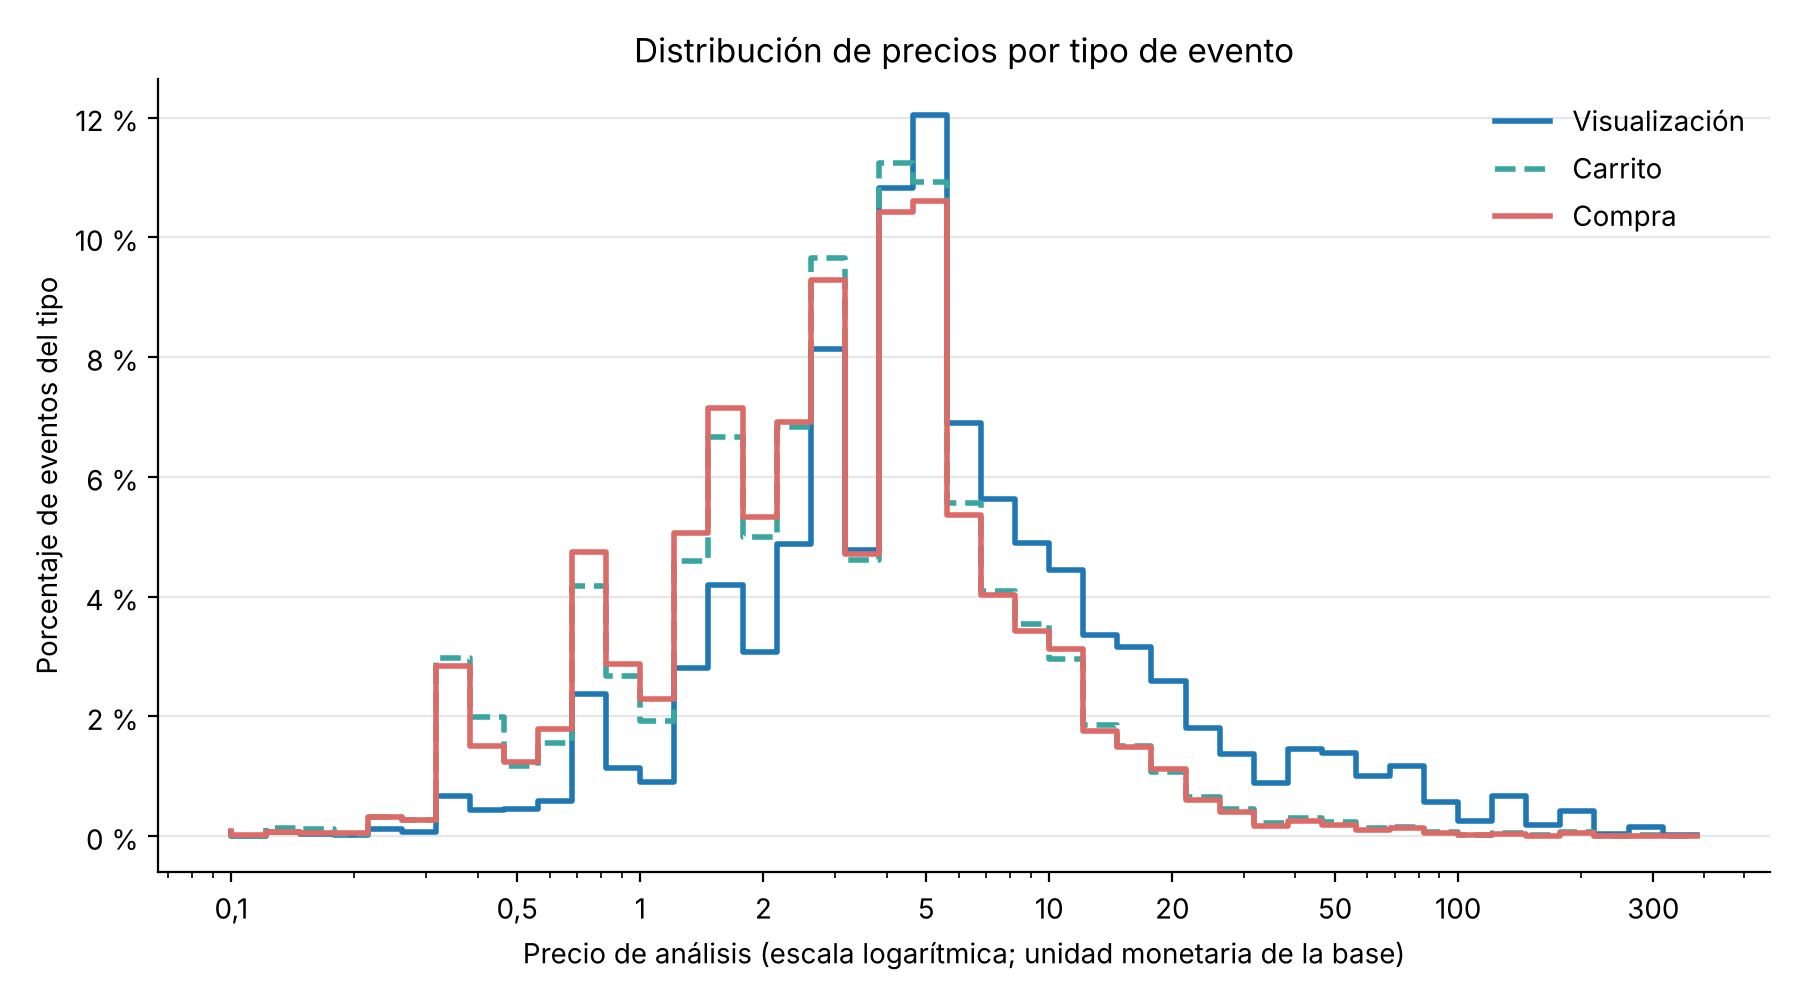 Distribución de precios por tipo de evento
12 %
10 %
8 %
6 %
4 %
2 %
0 %
Porcentaje de eventos del tipo
Visualización
Carrito
Compra
0,1 0,5 1 2 5 10 20 50 100 300
Precio de análisis (escala logarítmica; unidad monetaria de la base)